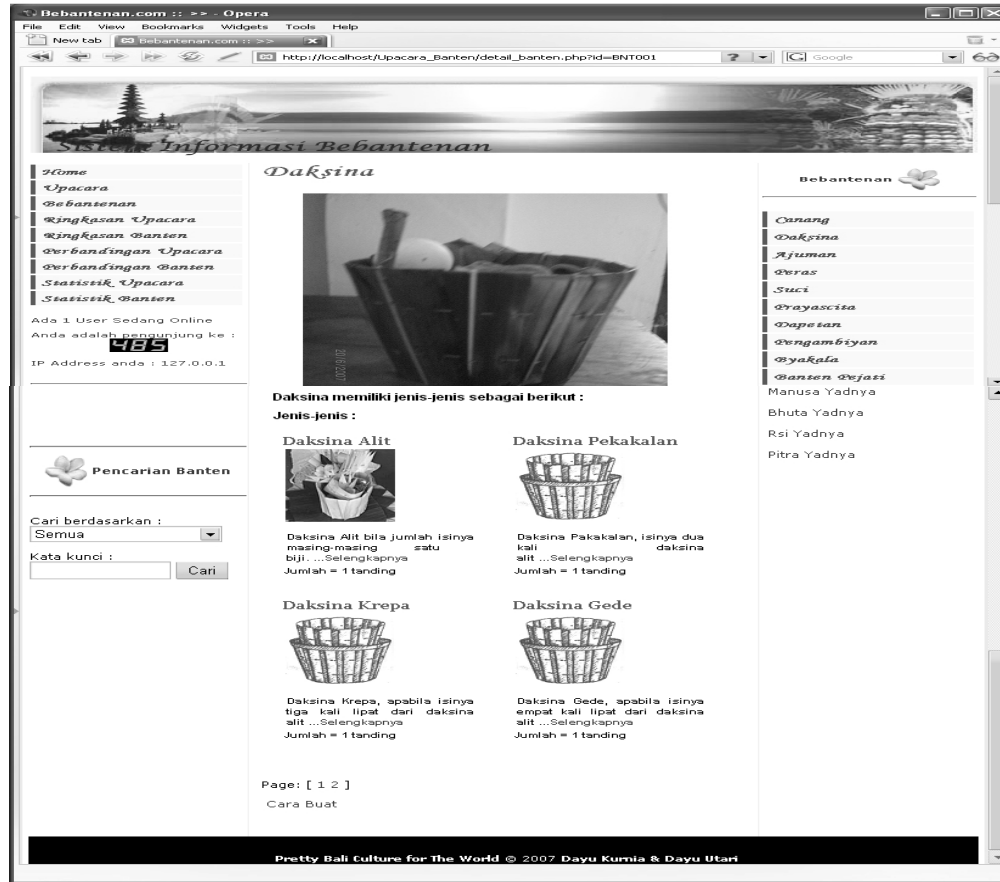 Bebantenan.com :: >> - Opera
File Edit View Bookmarks Widgets Tools Help
New tab Bebantenan.com :: >>
http://localhost/Upacara_Banten/detail_banten.php?id=BNT001 ? Google
Sistem Informasi Bebantenan
Home
Upacara
Bebantenan
Ringkasan Upacara
Ringkasan Banten
Perbandingan Upacara
Perbandingan Banten
Statistik Upacara
Statistik Banten
Ada 1 User Sedang Online
Anda adalah pengunjung ke :
485
IP Address anda : 127.0.0.1
Pencarian Banten
Cari berdasarkan :
Semua
Kata kunci :
Cari
Daksina
2016/2007
Daksina memiliki jenis-jenis sebagai berikut :
Jenis-jenis :
Daksina Alit
Daksina Alit bila jumlah isinya
masing-masing satu
biji. ...Selengkapnya
Jumlah = 1 tanding
Daksina Pekakalan
Daksina Pakakalan, isinya dua
kali daksina
alit ...Selengkapnya
Jumlah = 1 tanding
Daksina Krepa
Daksina Krepa, apabila isinya
tiga kali lipat dari daksina
alit ...Selengkapnya
Jumlah = 1 tanding
Daksina Gede
Daksina Gede, apabila isinya
empat kali lipat dari daksina
alit ...Selengkapnya
Jumlah = 1 tanding
Page: [ 1 2 ]
Cara Buat
Bebantenan
Canang
Daksina
Ajuman
Peras
Suci
Prayascita
Dapetan
Pengambiyan
Byakala
Banten Pejati
Manusa Yadnya
Bhuta Yadnya
Rsi Yadnya
Pitra Yadnya
Pretty Bali Culture for The World © 2007 Dayu Kurnia & Dayu Utari